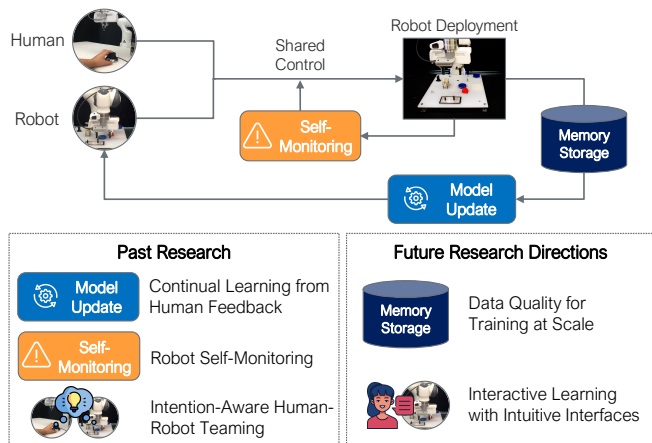 Human
Robot
Shared
Control
Robot Deployment
Self-
Monitoring
Memory
Storage
Model
Update
Past Research
Model
Update
Continual Learning from
Human Feedback
Self-
Monitoring
Robot Self-Monitoring
Intention-Aware Human-
Robot Teaming
Future Research Directions
Memory
Storage
Data Quality for
Training at Scale
Interactive Learning
with Intuitive Interfaces